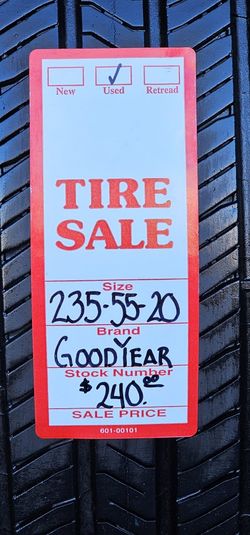 ✓
New Used Retread
TIRE
SALE
Size
235-55-20
Brand
GOODYEAR
Stock Number
$240.00
SALE PRICE
601-00101